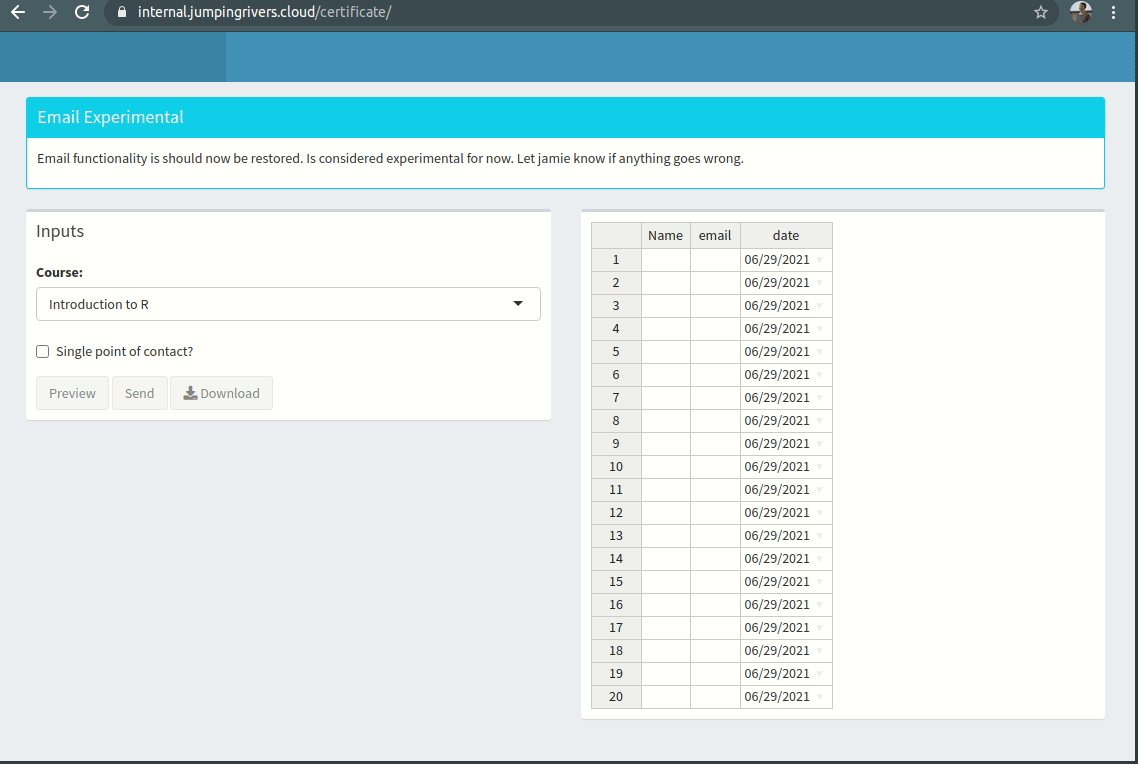 internal.jumpingrivers.cloud/certificate/
Email Experimental
Email functionality is should now be restored. Is considered experimental for now. Let jamie know if anything goes wrong.
Inputs
Course:
Introduction to R
Single point of contact?
Preview Send Download
Name email date
1 06/29/2021
2 06/29/2021
3 06/29/2021
4 06/29/2021
5 06/29/2021
6 06/29/2021
7 06/29/2021
8 06/29/2021
9 06/29/2021
10 06/29/2021
11 06/29/2021
12 06/29/2021
13 06/29/2021
14 06/29/2021
15 06/29/2021
16 06/29/2021
17 06/29/2021
18 06/29/2021
19 06/29/2021
20 06/29/2021